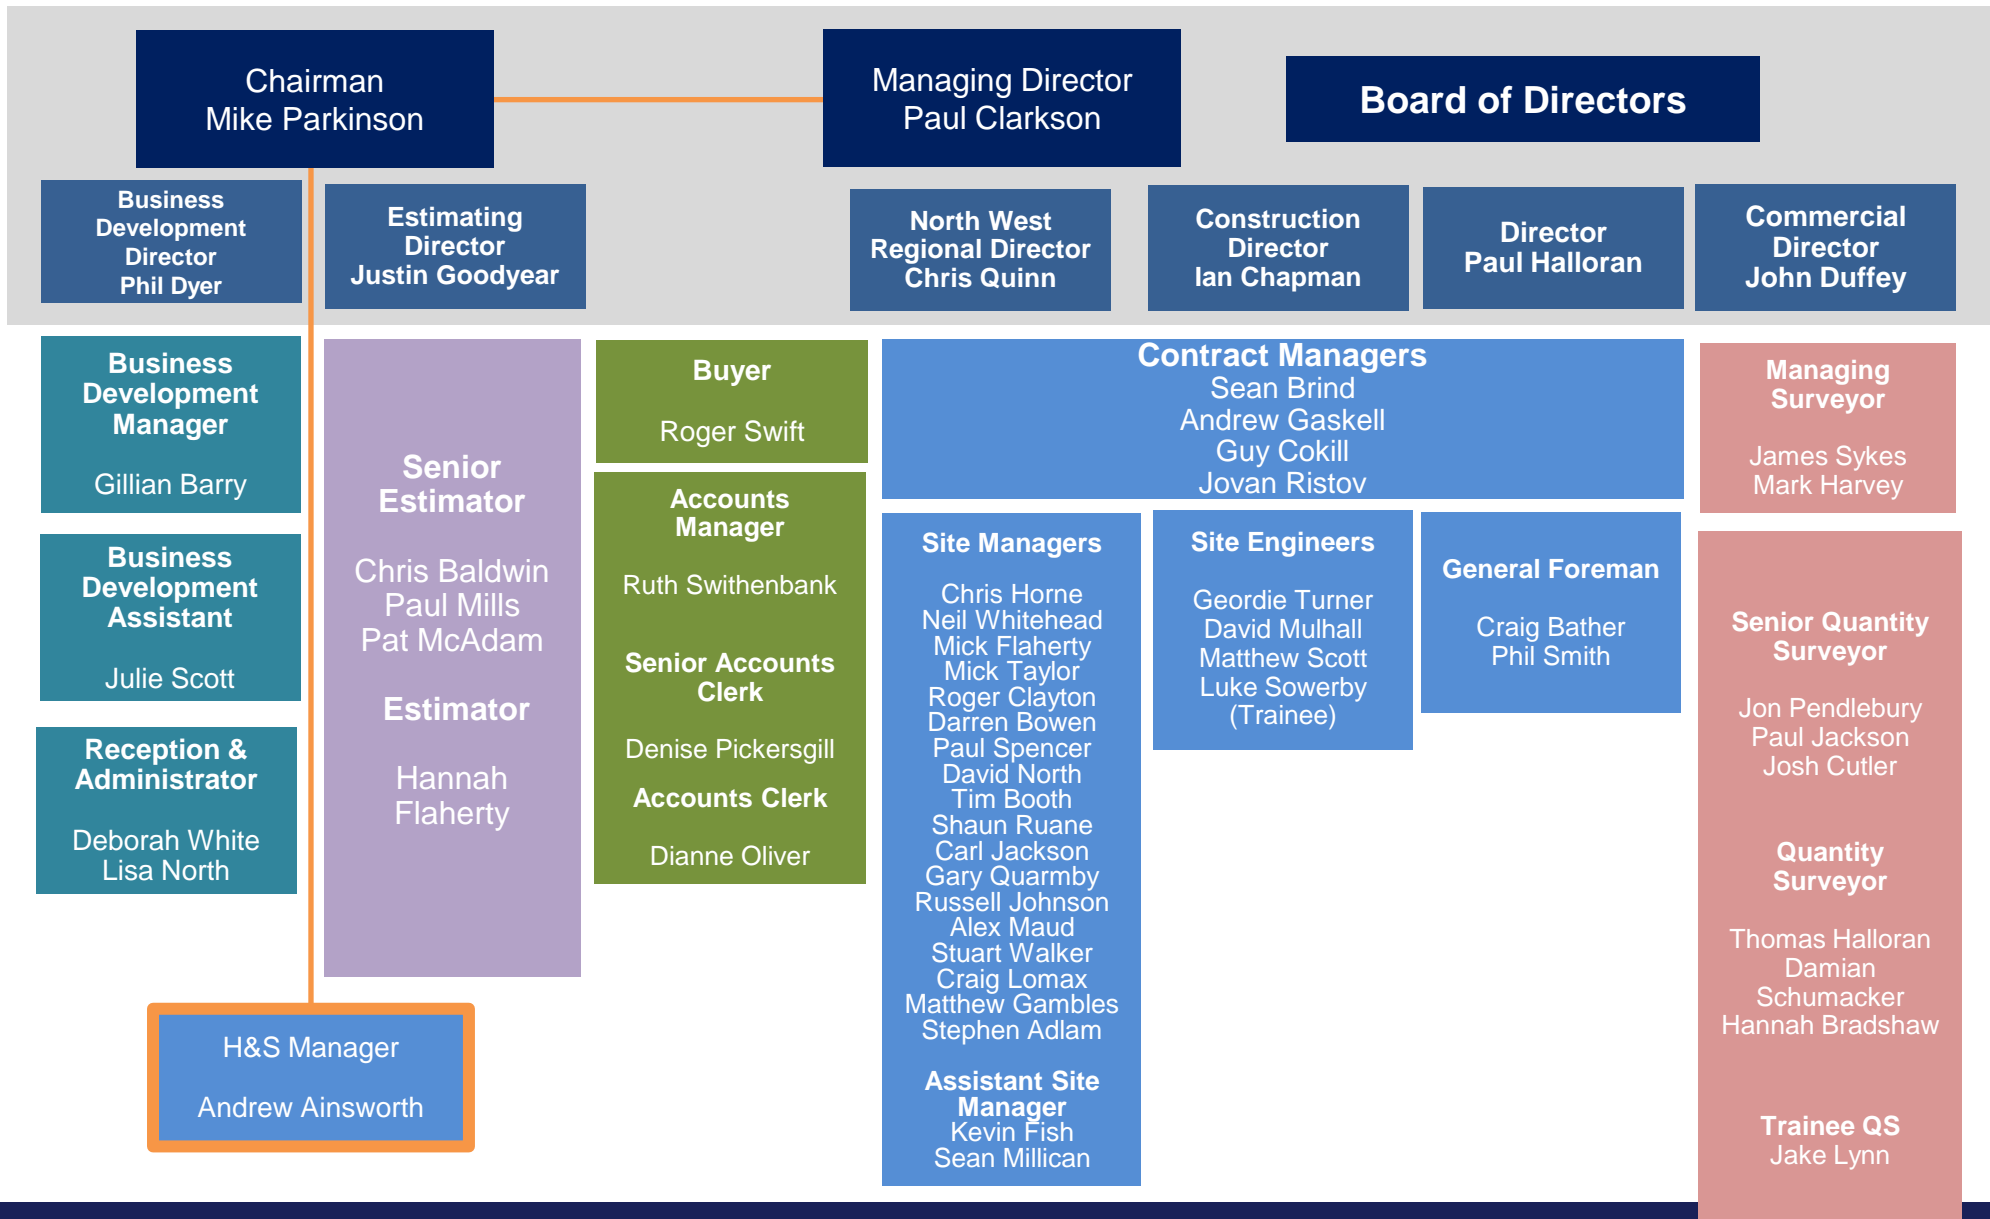 Chairman
Mike Parkinson
Managing Director
Paul Clarkson
Board of Directors
Business
Development
Director
Phil Dyer
Estimating
Director
Justin Goodyear
North West
Regional Director
Chris Quinn
Construction
Director
Ian Chapman
Director
Paul Halloran
Commercial
Director
John Duffey
Business
Development
Manager
Gillian Barry
Business
Development
Assistant
Julie Scott
Reception &
Administrator
Deborah White
Lisa North
H&S Manager
Andrew Ainsworth
Senior
Estimator
Chris Baldwin
Paul Mills
Pat McAdam
Estimator
Hannah
Flaherty
Buyer
Roger Swift
Accounts
Manager
Ruth Swithenbank
Senior Accounts
Clerk
Denise Pickersgill
Accounts Clerk
Dianne Oliver
Contract Managers
Sean Brind
Andrew Gaskell
Guy Cokill
Jovan Ristov
Site Managers
Chris Horne
Neil Whitehead
Mick Flaherty
Mick Taylor
Roger Clayton
Darren Bowen
Paul Spencer
David North
Tim Booth
Shaun Ruane
Carl Jackson
Gary Quarmby
Russell Johnson
Alex Maud
Stuart Walker
Craig Lomax
Matthew Gambles
Stephen Adlam
Assistant Site
Manager
Kevin Fish
Sean Millican
Site Engineers
Geordie Turner
David Mulhall
Matthew Scott
Luke Sowerby
(Trainee)
General Foreman
Craig Bather
Phil Smith
Managing
Surveyor
James Sykes
Mark Harvey
Senior Quantity
Surveyor
Jon Pendlebury
Paul Jackson
Josh Cutler
Quantity
Surveyor
Thomas Halloran
Damian
Schumacker
Hannah Bradshaw
Trainee QS
Jake Lynn